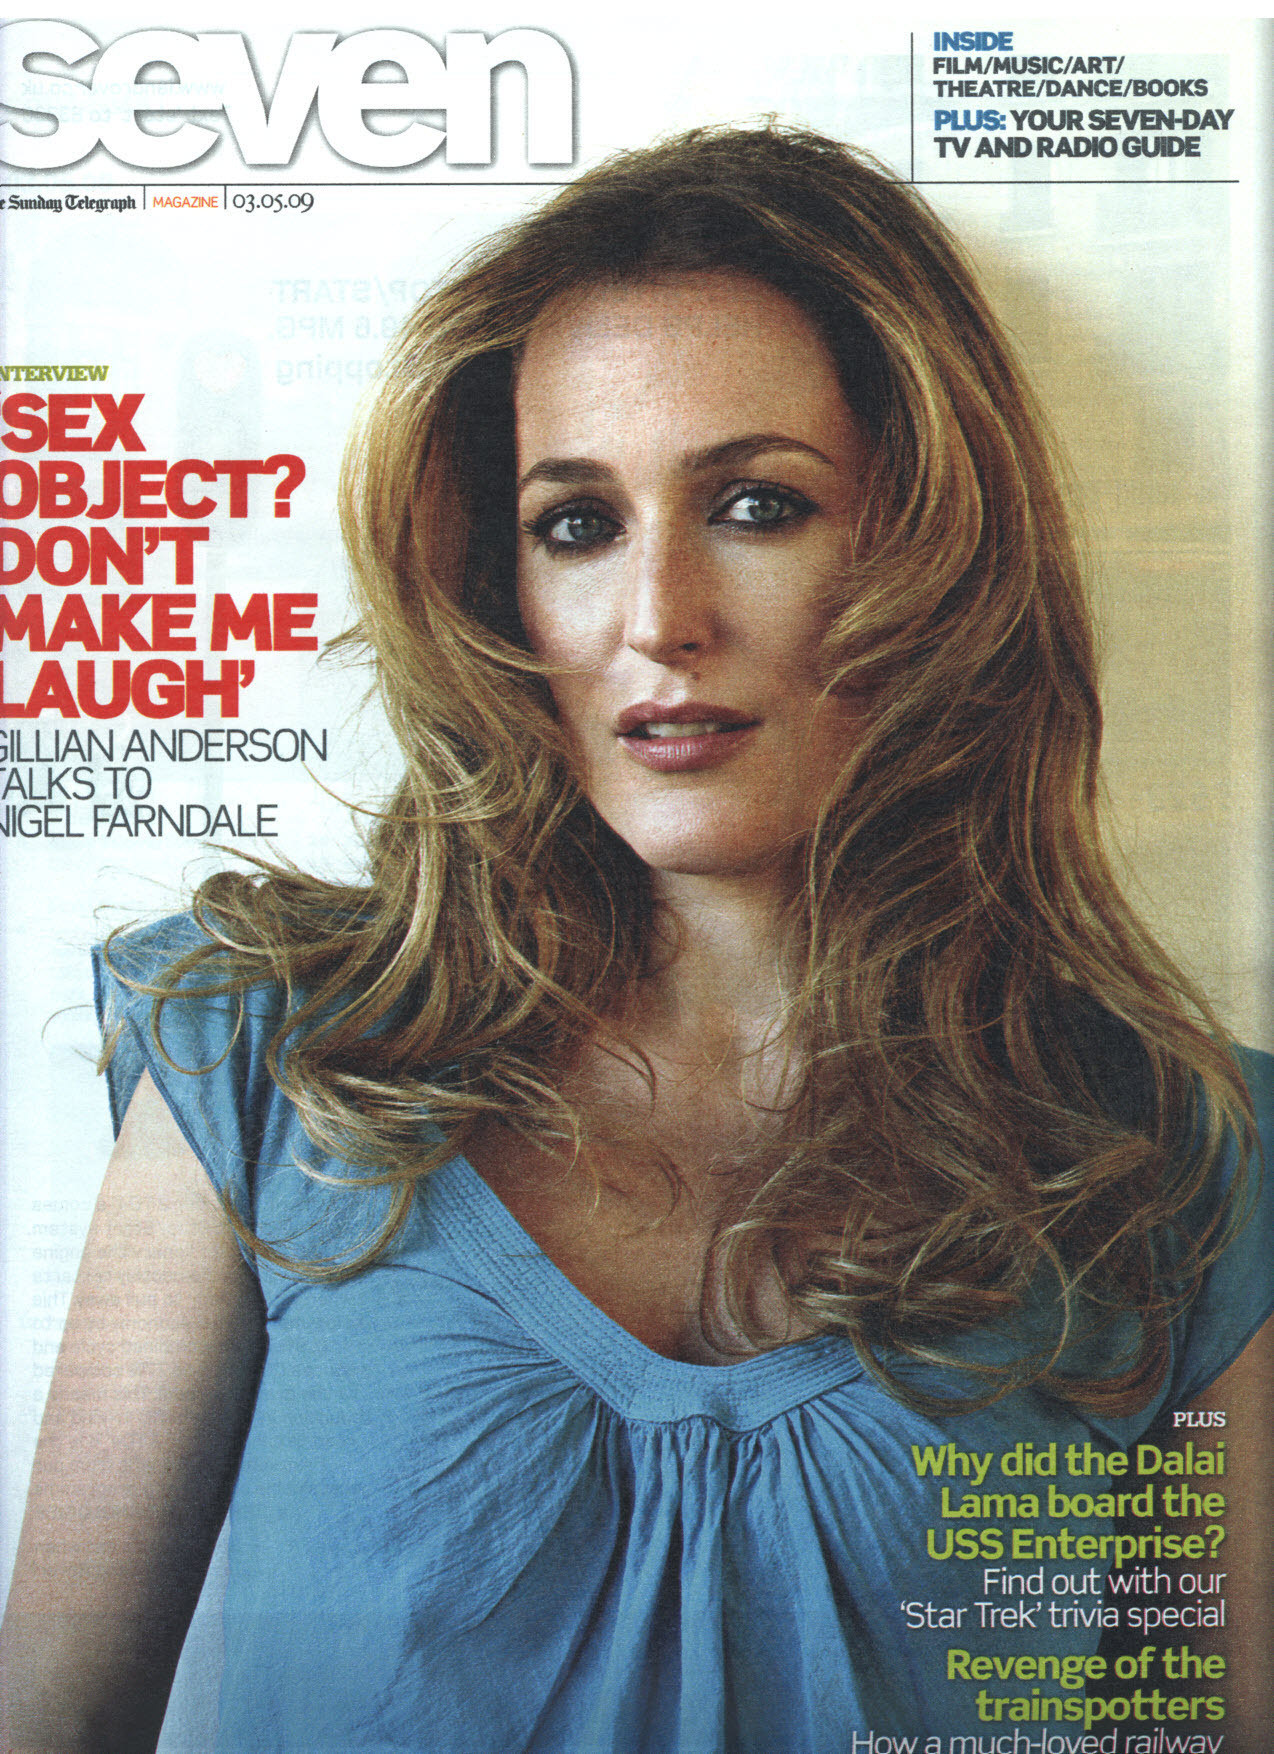 seven
INSIDE
FILM/MUSIC/ART/
THEATRE/DANCE/BOOKS
PLUS: YOUR SEVEN-DAY
TV AND RADIO GUIDE
e Sunday Telegraph | MAGAZINE | 03.05.09
NTERVIEW
'SEX
OBJECT?
DON'T
MAKE ME
LAUGH'
GILLIAN ANDERSON
TALKS TO
NIGEL FARNDALE
PLUS
Why did the Dalai
Lama board the
USS Enterprise?
Find out with our
'Star Trek' trivia special
Revenge of the
trainspotters
How a much-loved railway